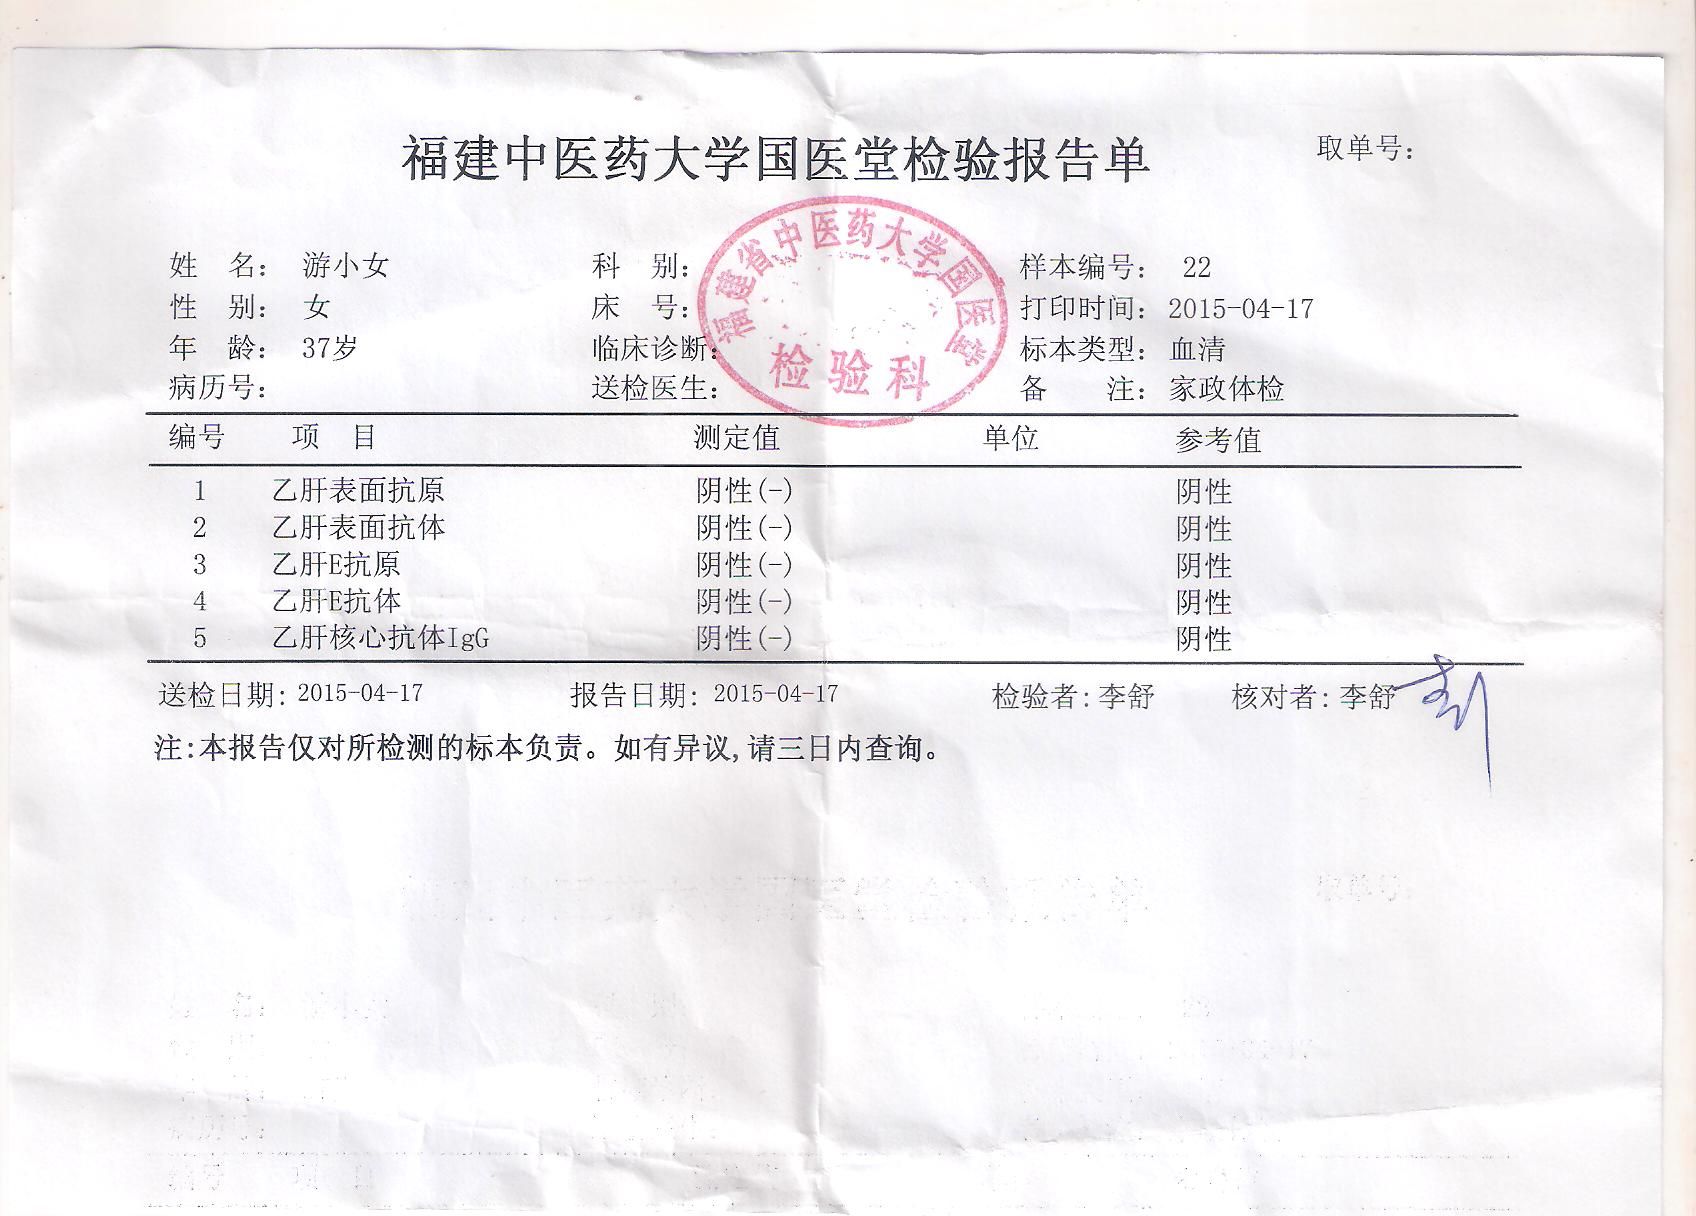 福建中医药大学国医堂检验报告单 取单号：
福建省中医药大学国医堂
检验科
姓 名： 游小女 科 别： 样本编号： 22
性 别： 女 床 号： 打印时间： 2015-04-17
年 龄： 37岁 临床诊断： 标本类型： 血清
病历号： 送检医生： 备 注： 家政体检
编号 项 目 测定值 单位 参考值
1 乙肝表面抗原 阴性(-) 阴性
2 乙肝表面抗体 阴性(-) 阴性
3 乙肝E抗原 阴性(-) 阴性
4 乙肝E抗体 阴性(-) 阴性
5 乙肝核心抗体IgG 阴性(-) 阴性
送检日期: 2015-04-17 报告日期: 2015-04-17 检验者: 李舒 核对者: 李舒
注:本报告仅对所检测的标本负责。如有异议,请三日内查询。